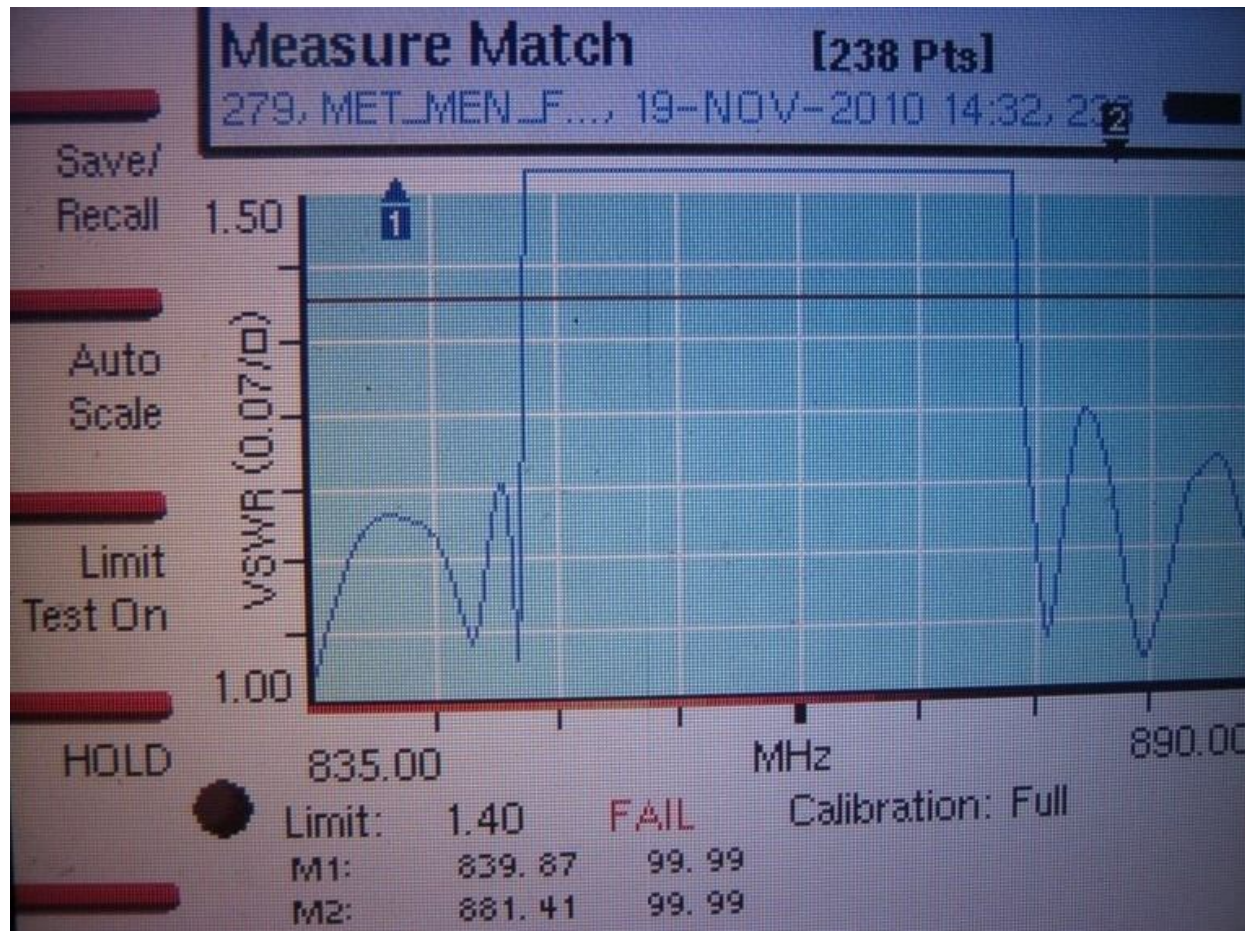 Measure Match [238 Pts]
279, MET_MEN_F..., 19-NOV-2010 14:32,
2
Save/
Recall
1.50
1
Auto
Scale
VSWR (0.07/□)
Limit
Test On
1.00
HOLD
835.00 MHz 890.00
Limit: 1.40 FAIL Calibration: Full
M1: 839.87 99.99
M2: 881.41 99.99